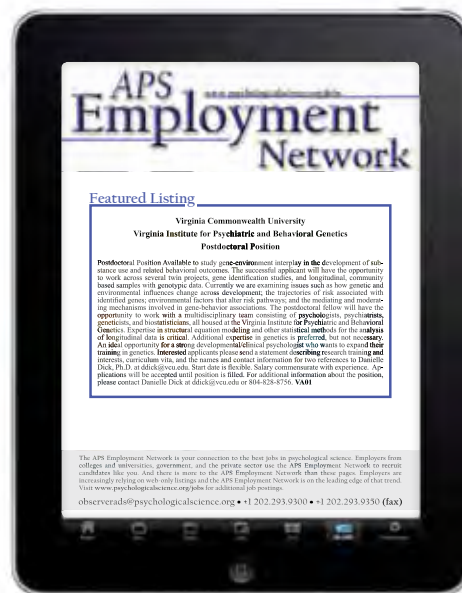 APS
Employment
Network
Featured Listing
Virginia Commonwealth University
Virginia Institute for Psychiatric and Behavioral Genetics
Postdoctoral Position
Postdoctoral Position Available to study gene-environment interplay in the development of sub-
stance use and related behavioral outcomes. The successful applicant will have the opportunity
to work across several twin projects, gene identification studies, and longitudinal, community
based samples with genotypic data. Currently we are examining issues such as how genetic and
environmental influences change across development; the trajectories of risk associated with
identified genes; environmental factors that alter risk pathways; and the mediating and moderat-
ing mechanisms involved in gene-behavior associations. The postdoctoral fellow will have the
opportunity to work with a multidisciplinary team consisting of psychologists, psychiatrists,
geneticists, and biostatisticians, all housed at the Virginia Institute for Psychiatric and Behavioral
Genetics. Expertise in structural equation modeling and other statistical methods for the analysis
of longitudinal data is critical. Additional expertise in genetics is preferred, but not necessary.
An ideal opportunity for a strong developmental/clinical psychologist who wants to expand their
training in genetics. Interested applicants please send a statement describing research training and
interests, curriculum vita, and the names and contact information for two references to Danielle
Dick, Ph.D. at ddick@vcu.edu. Start date is flexible. Salary commensurate with experience. Ap-
plications will be accepted until position is filled. For additional information about the position,
please contact Danielle Dick at ddick@vcu.edu or 804-828-8756. VA01
The APS Employment Network is your connection to the best jobs in psychological science. Employers from
colleges and universities, government, and the private sector use the APS Employment Network to recruit
candidates like you. And there is more to the APS Employment Network than these pages. Employers are
increasingly relying on web-only listings and the APS Employment Network is on the leading edge of that trend.
Visit www.psychologicalscience.org/jobs for additional job postings.
observerads@psychologicalscience.org • +1 202.293.9300 • +1 202.293.9350 (fax)